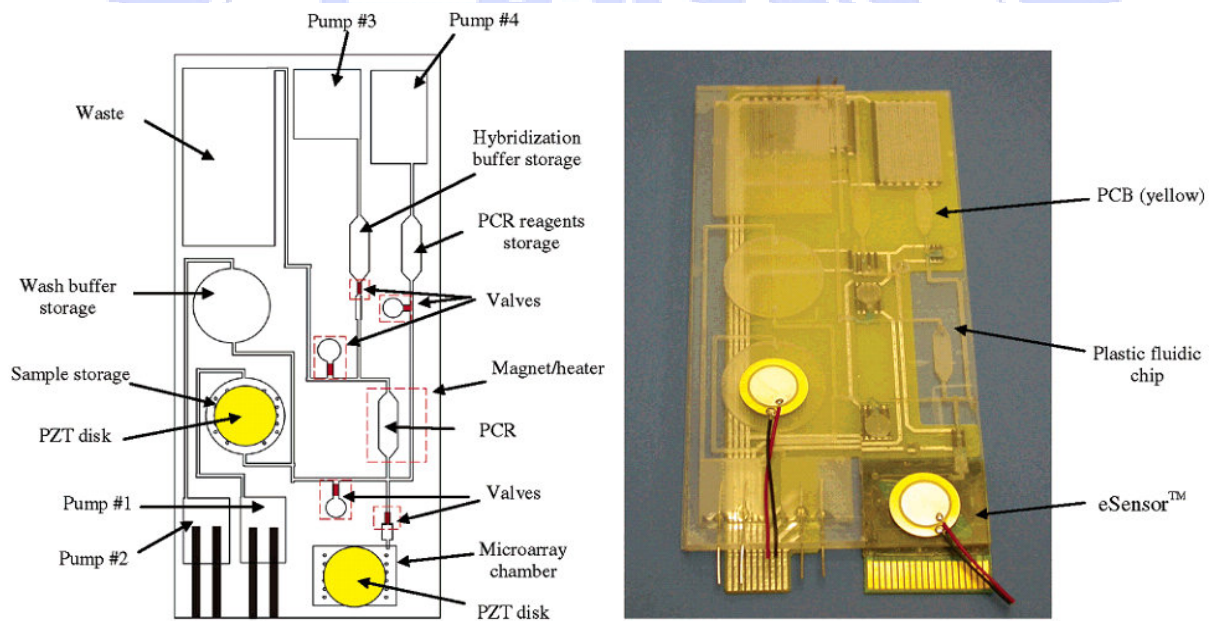 Pump #3
Pump #4
Waste
Hybridization
buffer storage
PCR reagents
storage
Wash buffer
storage
Valves
Sample storage
Magnet/heater
PZT disk
PCR
Pump #1
Valves
Pump #2
Microarray
chamber
PZT disk
PCB (yellow)
Plastic fluidic
chip
eSensor™